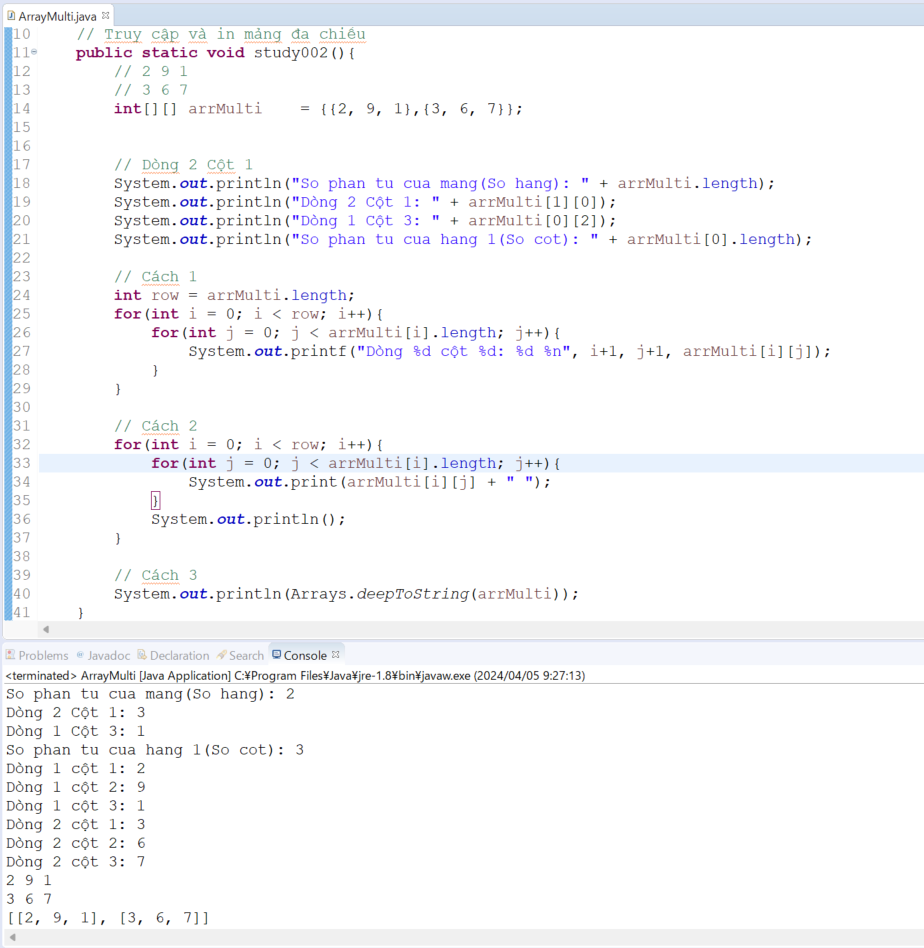 ArrayMulti.java
10 // Truy cập và in mảng đa chiều
11 public static void study002(){
12 // 2 9 1
13 // 3 6 7
14 int[][] arrMulti    = {{2, 9, 1},{3, 6, 7}};
15
16
17 // Dòng 2 Cột 1
18 System.out.println("So phan tu cua mang(So hang): " + arrMulti.length);
19 System.out.println("Dòng 2 Cột 1: " + arrMulti[1][0]);
20 System.out.println("Dòng 1 Cột 3: " + arrMulti[0][2]);
21 System.out.println("So phan tu cua hang 1(So cot): " + arrMulti[0].length);
22
23 // Cách 1
24 int row = arrMulti.length;
25 for(int i = 0; i < row; i++){
26 for(int j = 0; j < arrMulti[i].length; j++){
27 System.out.printf("Dòng %d cột %d: %d %n", i+1, j+1, arrMulti[i][j]);
28 }
29 }
30
31 // Cách 2
32 for(int i = 0; i < row; i++){
33 for(int j = 0; j < arrMulti[i].length; j++){
34 System.out.print(arrMulti[i][j] + " ");
35 }
36 System.out.println();
37 }
38
39 // Cách 3
40 System.out.println(Arrays.deepToString(arrMulti));
41 }
Problems Javadoc Declaration Search Console
<terminated> ArrayMulti [Java Application] C:¥Program Files¥Java¥jre-1.8¥bin¥javaw.exe (2024/04/05 9:27:13)
So phan tu cua mang(So hang): 2
Dòng 2 Cột 1: 3
Dòng 1 Cột 3: 1
So phan tu cua hang 1(So cot): 3
Dòng 1 cột 1: 2
Dòng 1 cột 2: 9
Dòng 1 cột 3: 1
Dòng 2 cột 1: 3
Dòng 2 cột 2: 6
Dòng 2 cột 3: 7
2 9 1
3 6 7
[[2, 9, 1], [3, 6, 7]]